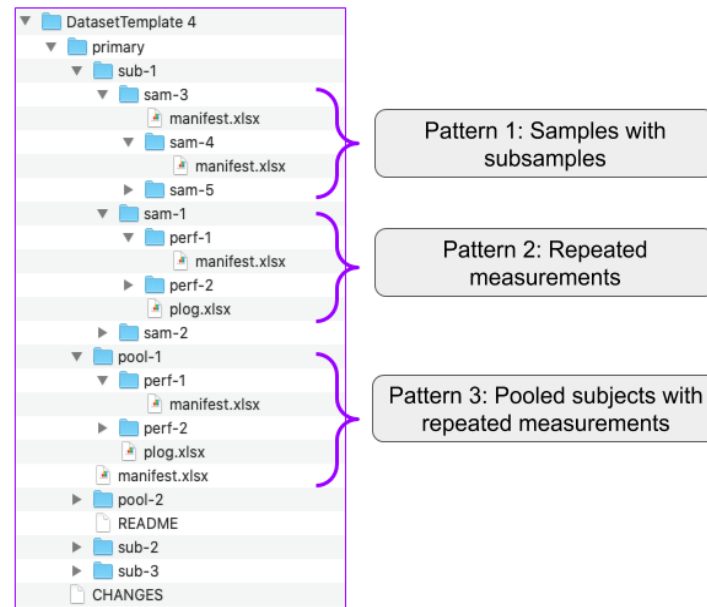 DatasetTemplate 4
primary
sub-1
sam-3
manifest.xlsx
sam-4
manifest.xlsx
sam-5
sam-1
perf-1
manifest.xlsx
perf-2
plog.xlsx
sam-2
pool-1
perf-1
manifest.xlsx
perf-2
plog.xlsx
manifest.xlsx
pool-2
README
sub-2
sub-3
CHANGES
Pattern 1: Samples with
subsamples
Pattern 2: Repeated
measurements
Pattern 3: Pooled subjects with
repeated measurements